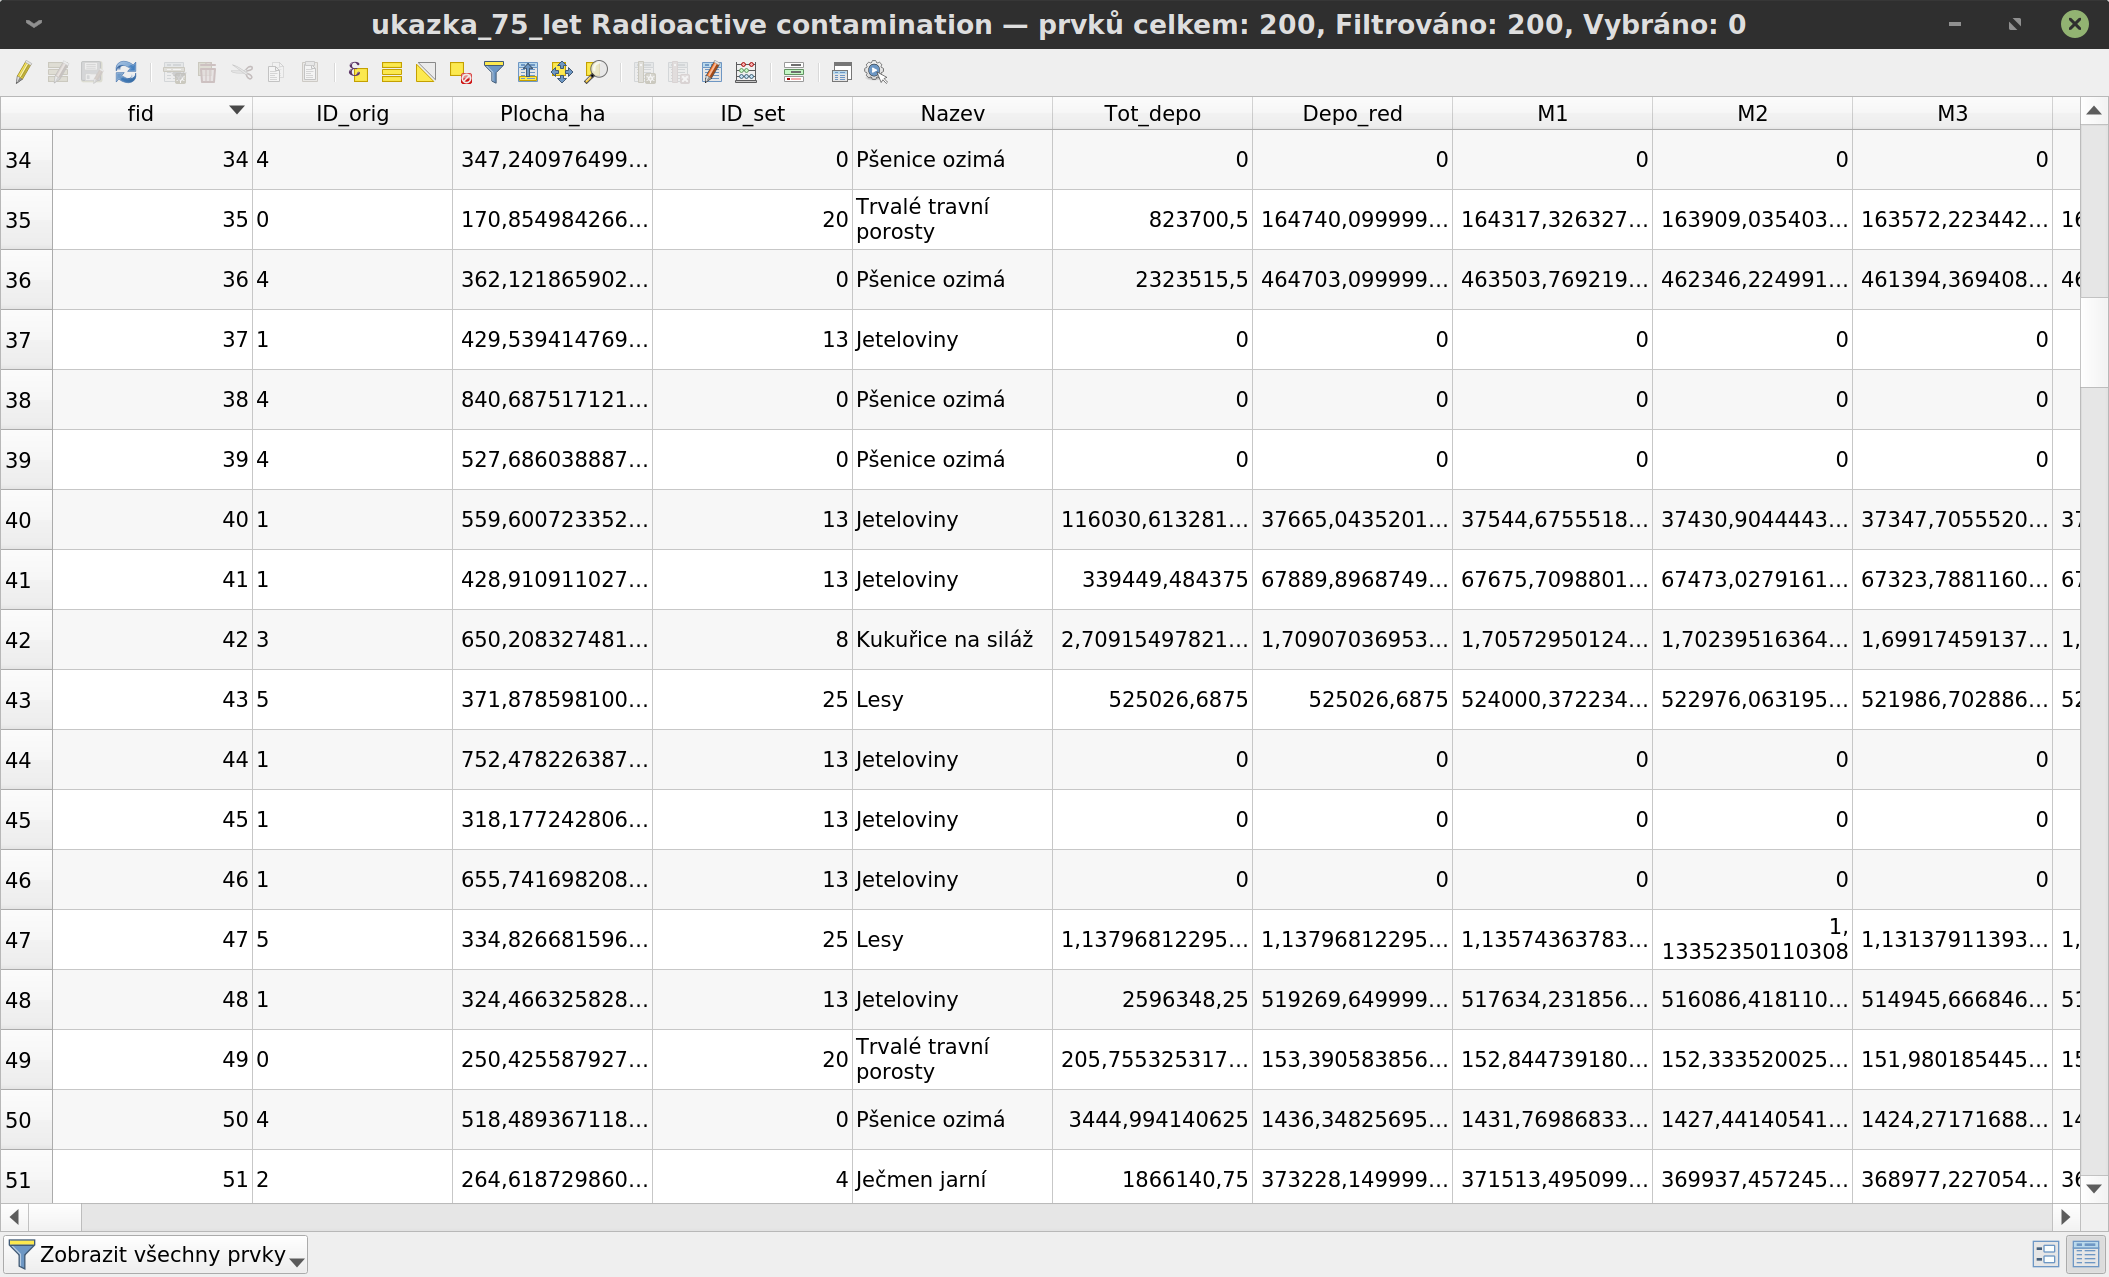 ukazka_75_let Radioactive contamination — prvků celkem: 200, Filtrováno: 200, Vybráno: 0
fid ID_orig Plocha_ha ID_set Nazev Tot_depo Depo_red M1 M2 M3
34 34 4 347,240976499... 0 Pšenice ozimá 0 0 0 0 0
35 35 0 170,854984266... 20 Trvalé travní porosty 823700,5 164740,099999... 164317,326327... 163909,035403... 163572,223442... 16
36 36 4 362,121865902... 0 Pšenice ozimá 2323515,5 464703,099999... 463503,769219... 462346,224991... 461394,369408... 46
37 37 1 429,539414769... 13 Jeteloviny 0 0 0 0 0
38 38 4 840,687517121... 0 Pšenice ozimá 0 0 0 0 0
39 39 4 527,686038887... 0 Pšenice ozimá 0 0 0 0 0
40 40 1 559,600723352... 13 Jeteloviny 116030,613281... 37665,0435201... 37544,6755518... 37430,9044443... 37347,7055520... 37
41 41 1 428,910911027... 13 Jeteloviny 339449,484375 67889,8968749... 67675,7098801... 67473,0279161... 67323,7881160... 67
42 42 3 650,208327481... 8 Kukuřice na siláž 2,70915497821... 1,70907036953... 1,70572950124... 1,70239516364... 1,69917459137... 1,
43 43 5 371,878598100... 25 Lesy 525026,6875 525026,6875 524000,372234... 522976,063195... 521986,702886... 52
44 44 1 752,478226387... 13 Jeteloviny 0 0 0 0 0
45 45 1 318,177242806... 13 Jeteloviny 0 0 0 0 0
46 46 1 655,741698208... 13 Jeteloviny 0 0 0 0 0
47 47 5 334,826681596... 25 Lesy 1,13796812295... 1,13796812295... 1,13574363783... 1,13352350110308 1,13137911393... 1,
48 48 1 324,466325828... 13 Jeteloviny 2596348,25 519269,649999... 517634,231856... 516086,418110... 514945,666846... 51
49 49 0 250,425587927... 20 Trvalé travní porosty 205,755325317... 153,390583856... 152,844739180... 152,333520025... 151,980185445... 15
50 50 4 518,489367118... 0 Pšenice ozimá 3444,994140625 1436,34825695... 1431,76986833... 1427,44140541... 1424,27171688... 14
51 51 2 264,618729860... 4 Ječmen jarní 1866140,75 373228,149999... 371513,495099... 369937,457245... 368977,227054... 36
Zobrazit všechny prvky